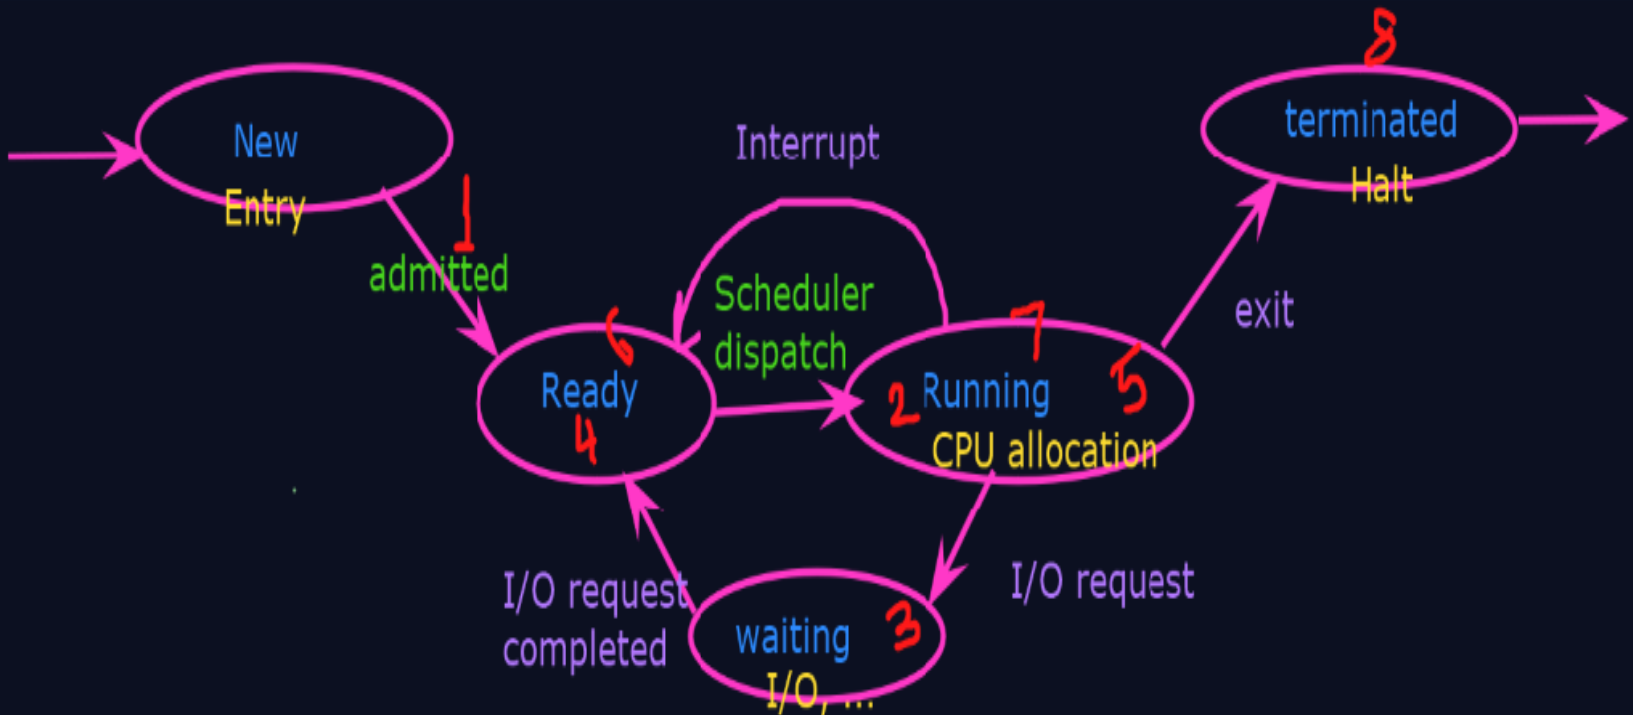 8
New
Entry
1
admitted
Interrupt
terminated
Halt
Scheduler
dispatch
exit
6
Ready
4
7
2 Running 5
CPU allocation
I/O request
completed
I/O request
waiting 3
I/O, ...